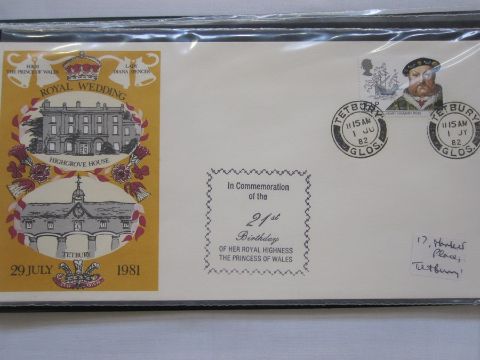 HRH
THE PRINCE OF WALES
LADY
DIANA SPENCER
ROYAL WEDDING
HIGHGROVE HOUSE
TETBURY
29 JULY 1981
In Commemoration
of the
21st
Birthday
OF HER ROYAL HIGHNESS
THE PRINCESS OF WALES
TETBURY
11 15 AM
1 JU
82
GLOS.
TETBURY
11 15 AM
1 JY
82
GLOS.
17,
Place,
Tetbury